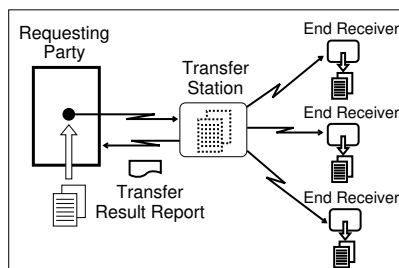 Requesting
Party
Transfer
Station
Transfer
Result Report
End Receiver
End Receiver
End Receiver